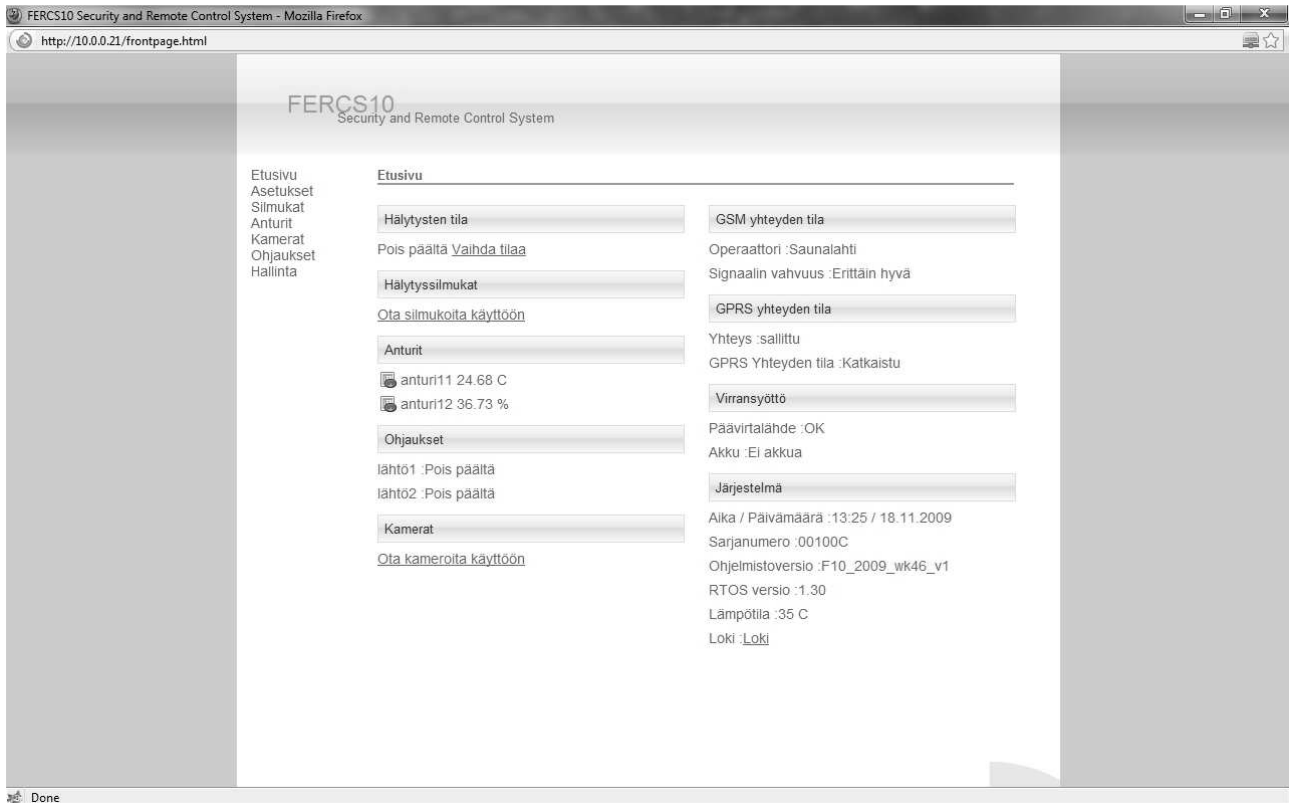 FERCS10 Security and Remote Control System - Mozilla Firefox
http://10.0.0.21/frontpage.html
FERCS10
Security and Remote Control System
Etusivu
Asetukset
Silmukat
Anturit
Kamerat
Ohjaukset
Hallinta
Etusivu
Hälytysten tila
Pois päältä Vaihda tilaa
Hälytyssilmukat
Ota silmukoita käyttöön
Anturit
anturi11 24.68 C
anturi12 36.73 %
Ohjaukset
lähtö1 :Pois päältä
lähtö2 :Pois päältä
Kamerat
Ota kameroita käyttöön
GSM yhteyden tila
Operaattori :Saunalahti
Signaalin vahvuus :Erittäin hyvä
GPRS yhteyden tila
Yhteys :sallittu
GPRS Yhteyden tila :Katkaistu
Virransyöttö
Päävirtalähde :OK
Akku :Ei akkua
Järjestelmä
Aika / Päivämäärä :13:25 / 18.11.2009
Sarjanumero :00100C
Ohjelmistoversio :F10_2009_wk46_v1
RTOS versio :1.30
Lämpötila :35 C
Loki :Loki
Done